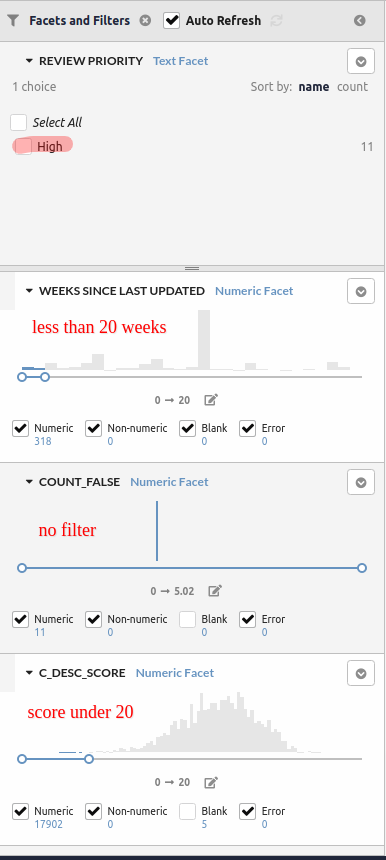 Facets and Filters Auto Refresh
REVIEW PRIORITY Text Facet
1 choice Sort by: name count
Select All
High 11
WEEKS SINCE LAST UPDATED Numeric Facet
less than 20 weeks
0 → 20
Numeric Non-numeric Blank Error
318 0 0 0
COUNT_FALSE Numeric Facet
no filter
0 → 5.02
Numeric Non-numeric Blank Error
11 0 0 0
C_DESC_SCORE Numeric Facet
score under 20
0 → 20
Numeric Non-numeric Blank Error
17902 0 5 0